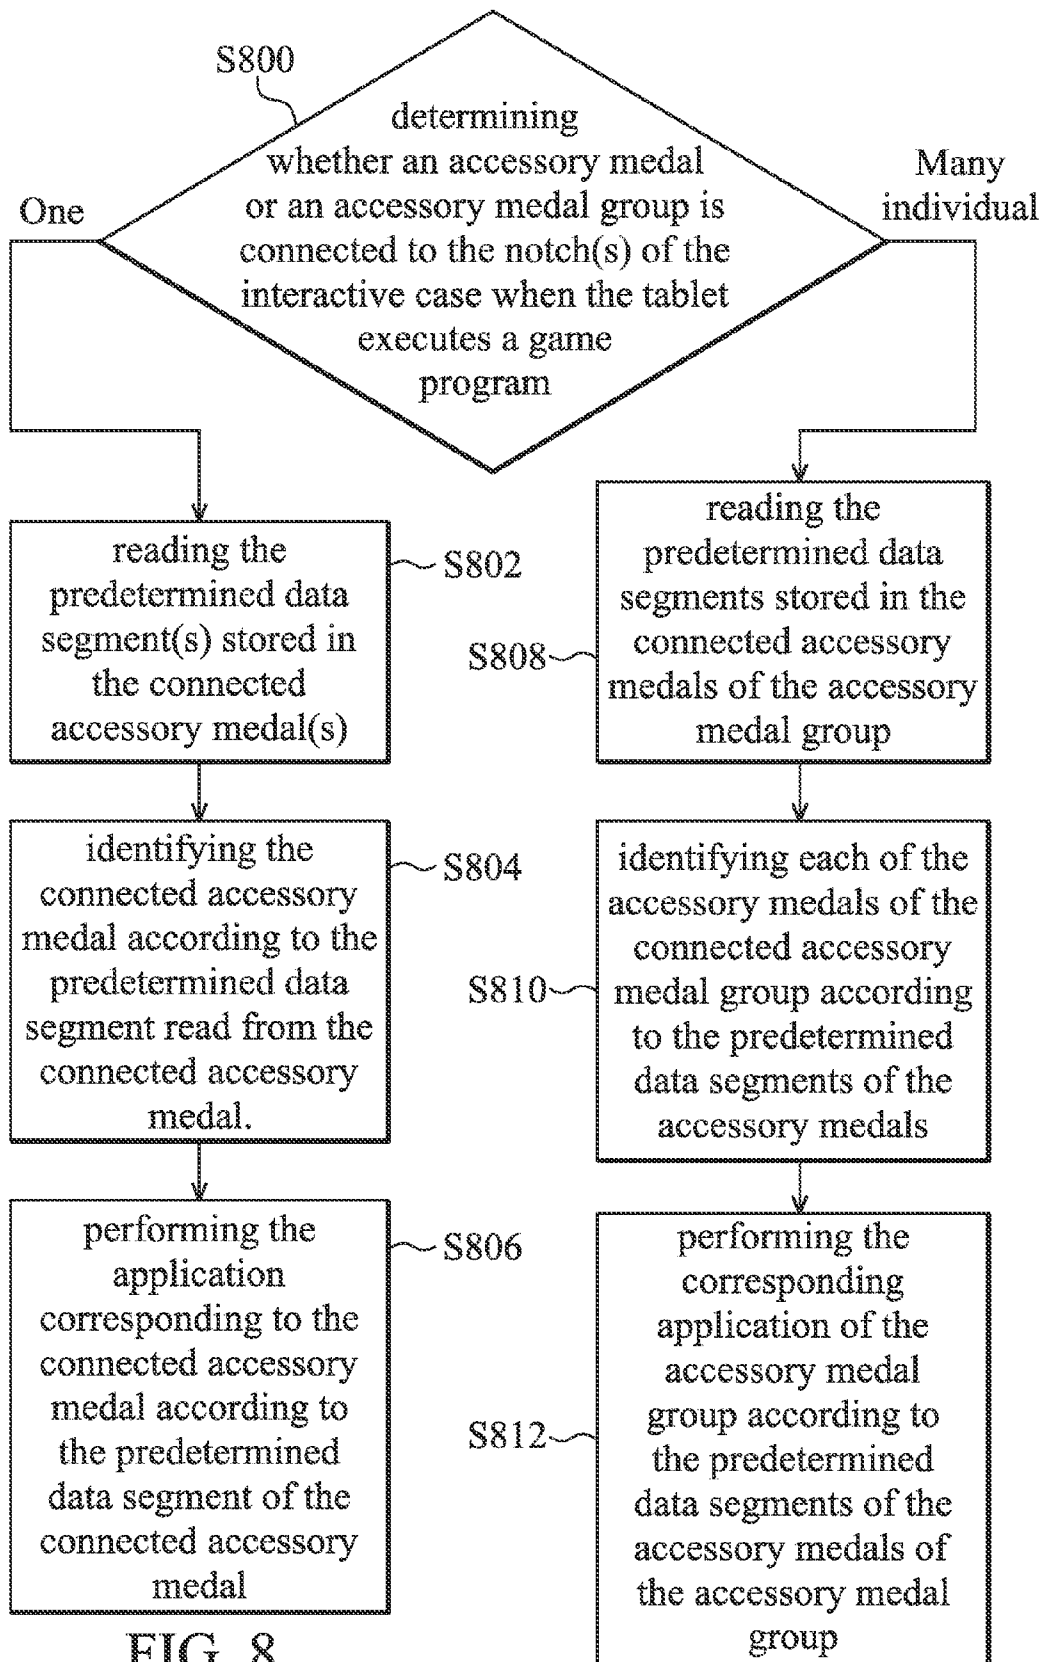 S800
determining
whether an accessory medal
or an accessory medal group is
connected to the notch(s) of the
interactive case when the tablet
executes a game
program
One
Many
individual
reading the
predetermined data
segment(s) stored in
the connected
accessory medal(s)
S802
identifying the
connected accessory
medal according to the
predetermined data
segment read from the
connected accessory
medal.
S804
performing the
application
corresponding to the
connected accessory
medal according to
the predetermined
data segment of the
connected accessory
medal
S806
reading the
predetermined data
segments stored in the
connected accessory
medals of the accessory
medal group
S808
identifying each of the
accessory medals of the
connected accessory
medal group according
to the predetermined
data segments of the
accessory medals
S810
performing the
corresponding
application of the
accessory medal
group according to
the predetermined
data segments of the
accessory medals of
the accessory medal
group
S812
FIG. 8